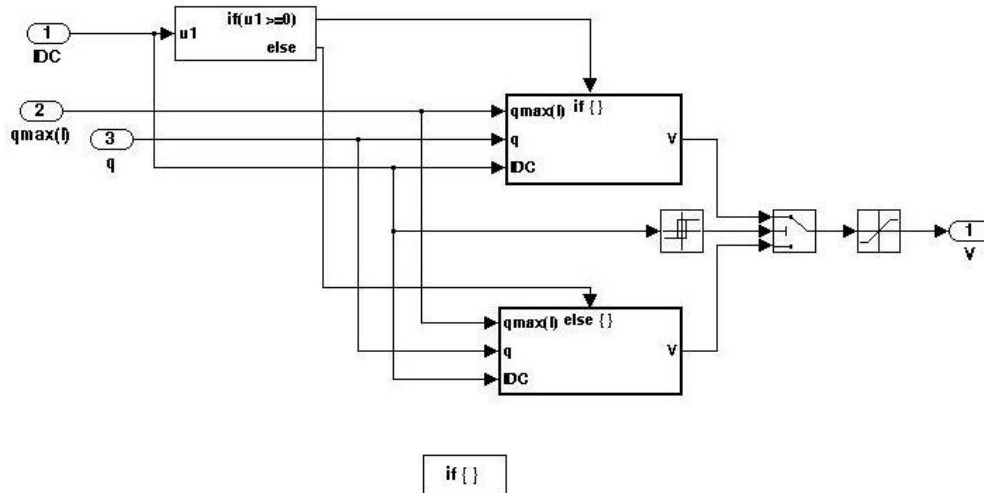 1
IDC
u1
if(u1 >=0)
else
2
qmax(I)
3
q
qmax(I) if { }
q
IDC
V
1
V
qmax(I) else { }
q
IDC
V
if { }